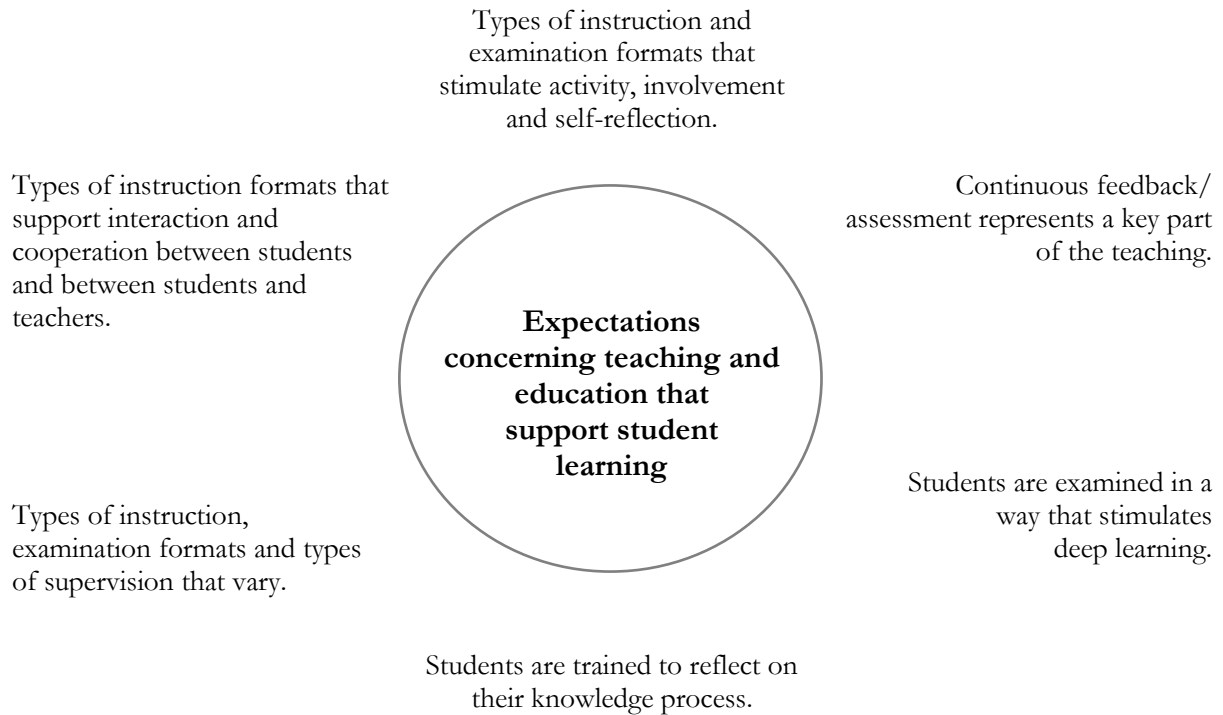 Types of instruction and
examination formats that
stimulate activity, involvement
and self-reflection.
Types of instruction formats that
support interaction and
cooperation between students
and between students and
teachers.
Continuous feedback/
assessment represents a key part
of the teaching.
Expectations
concerning teaching and
education that
support student
learning
Types of instruction,
examination formats and types
of supervision that vary.
Students are examined in a
way that stimulates
deep learning.
Students are trained to reflect on
their knowledge process.